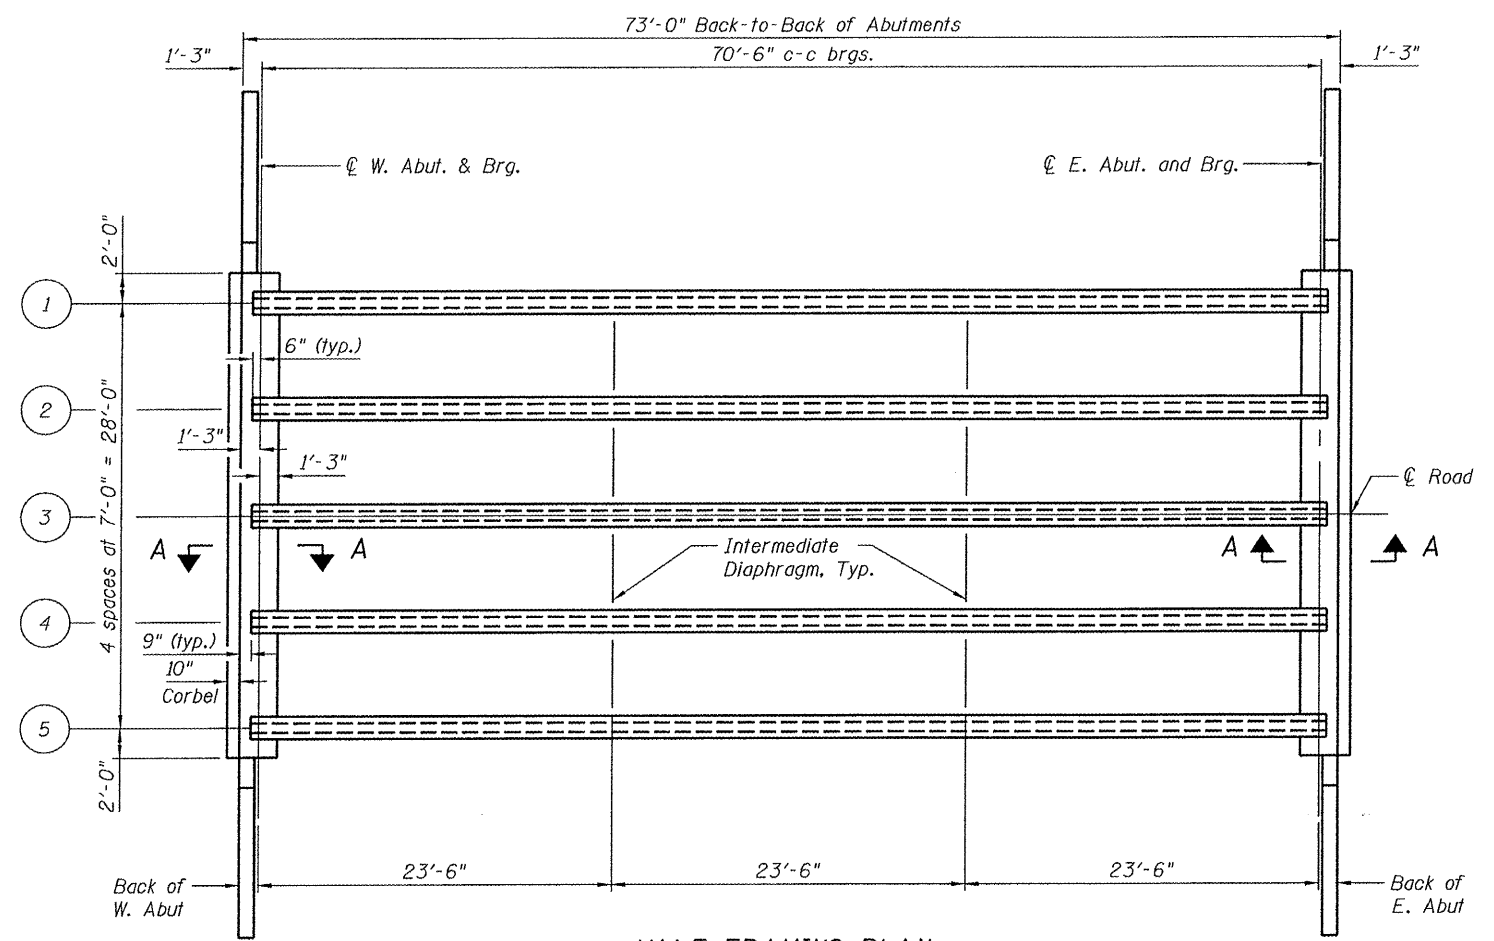 73'-0" Back-to-Back of Abutments
1'-3"
70'-6" c-c brgs.
1'-3"
℄ W. Abut. & Brg.
℄ E. Abut. and Brg.
2'-0"
1
6" (typ.)
2
4 spaces at 7'-0" = 28'-0"
1'-3"
1'-3"
℄ Road
3
A
A
Intermediate
Diaphragm, Typ.
A
A
4
9" (typ.)
10"
Corbel
5
2'-0"
23'-6"
23'-6"
23'-6"
Back of
W. Abut
Back of
E. Abut
FRAMING PLAN